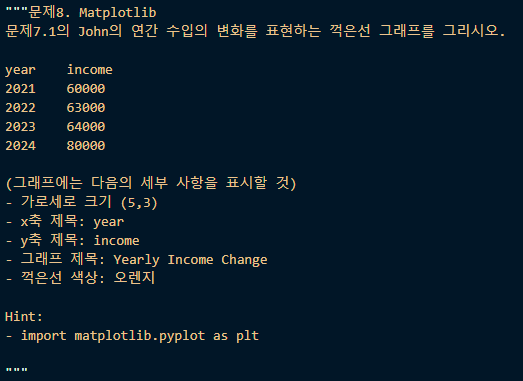 """문제8. Matplotlib
문제7.1의 John의 연간 수입의 변화를 표현하는 꺽은선 그래프를 그리시오.
year    income
2021    60000
2022    63000
2023    64000
2024    80000
(그래프에는 다음의 세부 사항을 표시할 것)
- 가로세로 크기 (5,3)
- x축 제목: year
- y축 제목: income
- 그래프 제목: Yearly Income Change
- 꺽은선 색상: 오렌지
Hint:
- import matplotlib.pyplot as plt
"""